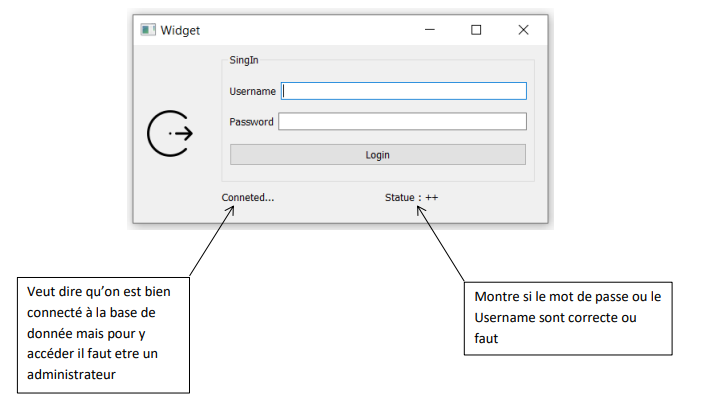 Widget
SingIn
Username
Password
Login
Conneted...
Statue : ++
Veut dire qu'on est bien
connecté à la base de
donnée mais pour y
accéder il faut etre un
administrateur
Montre si le mot de passe ou le
Username sont correcte ou
faut